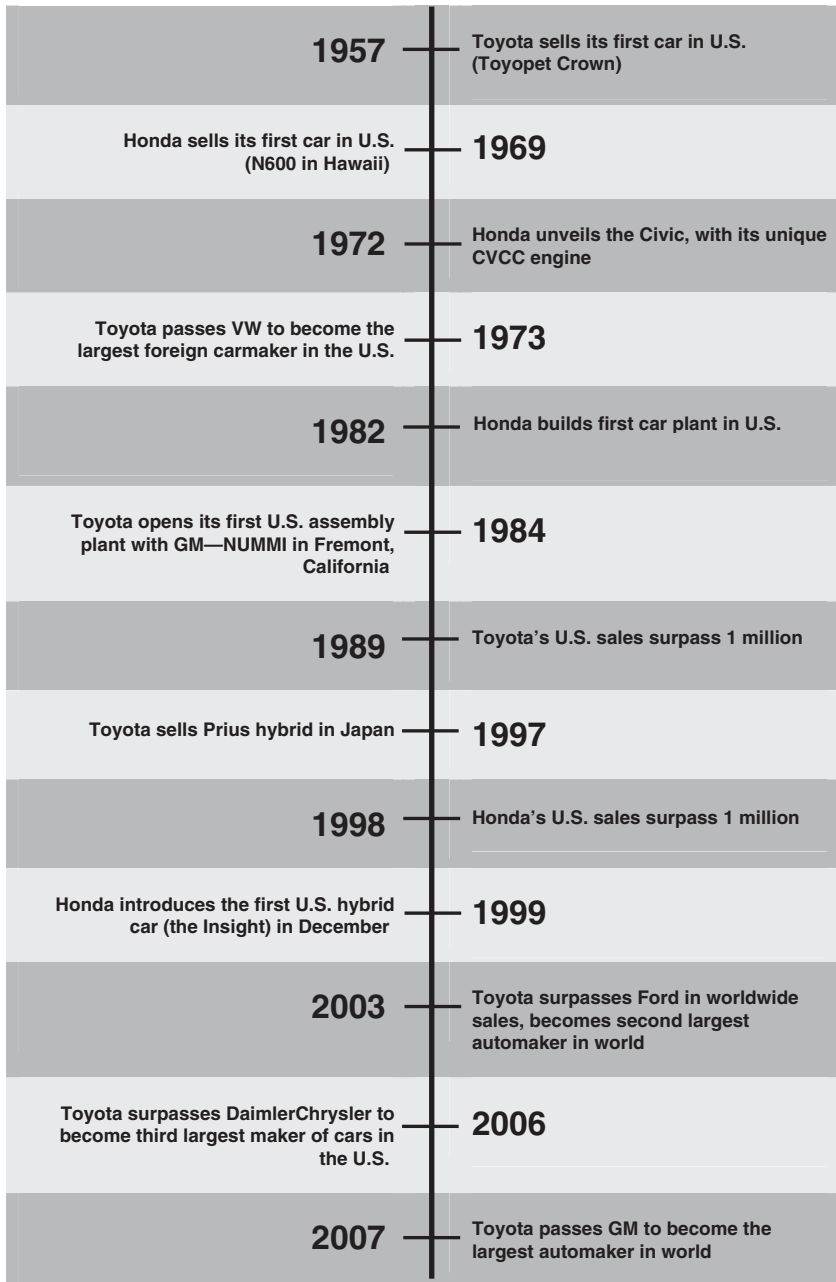 1957
Toyota sells its first car in U.S.
(Toyopet Crown)
Honda sells its first car in U.S.
(N600 in Hawaii)
1969
1972
Honda unveils the Civic, with its unique
CVCC engine
Toyota passes VW to become the
largest foreign carmaker in the U.S.
1973
1982
Honda builds first car plant in U.S.
Toyota opens its first U.S. assembly
plant with GM—NUMMI in Fremont,
California
1984
1989
Toyota's U.S. sales surpass 1 million
Toyota sells Prius hybrid in Japan
1997
1998
Honda's U.S. sales surpass 1 million
Honda introduces the first U.S. hybrid
car (the Insight) in December
1999
2003
Toyota surpasses Ford in worldwide
sales, becomes second largest
automaker in world
Toyota surpasses DaimlerChrysler to
become third largest maker of cars in
the U.S.
2006
2007
Toyota passes GM to become the
largest automaker in world